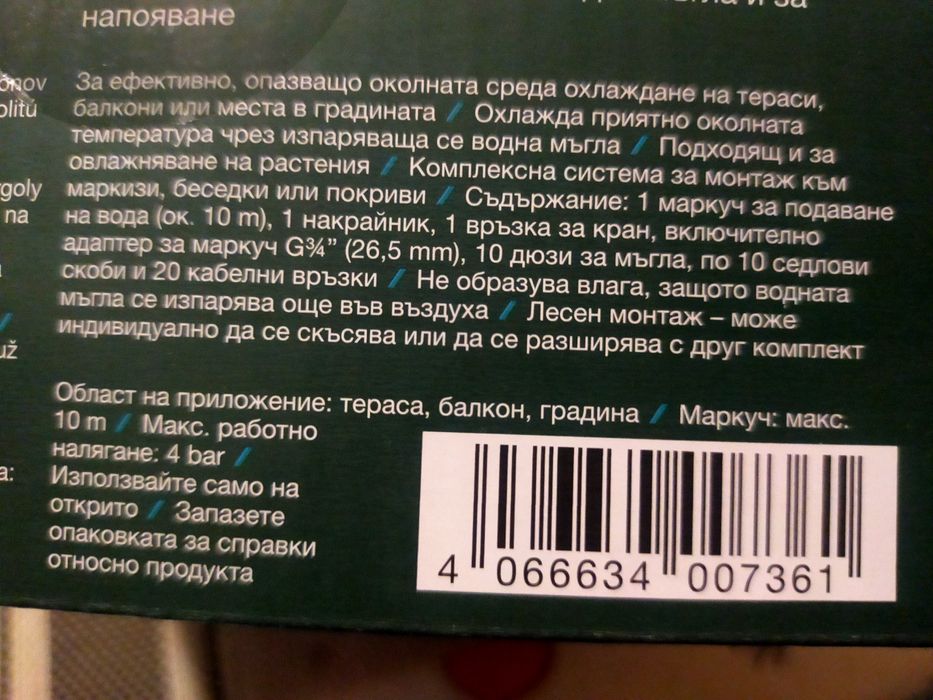 мъгла и за
напояване
За ефективно, опазващо околната среда охлаждане на тераси,
балкони или места в градината / Охлажда приятно околната
температура чрез изпаряваща се водна мъгла / Подходящ и за
овлажняване на растения / Комплексна система за монтаж към
маркизи, беседки или покриви / Съдържание: 1 маркуч за подаване
на вода (ок. 10 m), 1 накрайник, 1 връзка за кран, включително
адаптер за маркуч G¾” (26,5 mm), 10 дюзи за мъгла, по 10 седлови
скоби и 20 кабелни връзки / Не образува влага, защото водната
мъгла се изпарява още във въздуха / Лесен монтаж – може
индивидуално да се скъсява или да се разширява с друг комплект
Област на приложение: тераса, балкон, градина / Маркуч: макс.
10 m / Макс. работно
налягане: 4 bar /
Използвайте само на
открито / Запазете
опаковката за справки
относно продукта
4 066634 007361
na